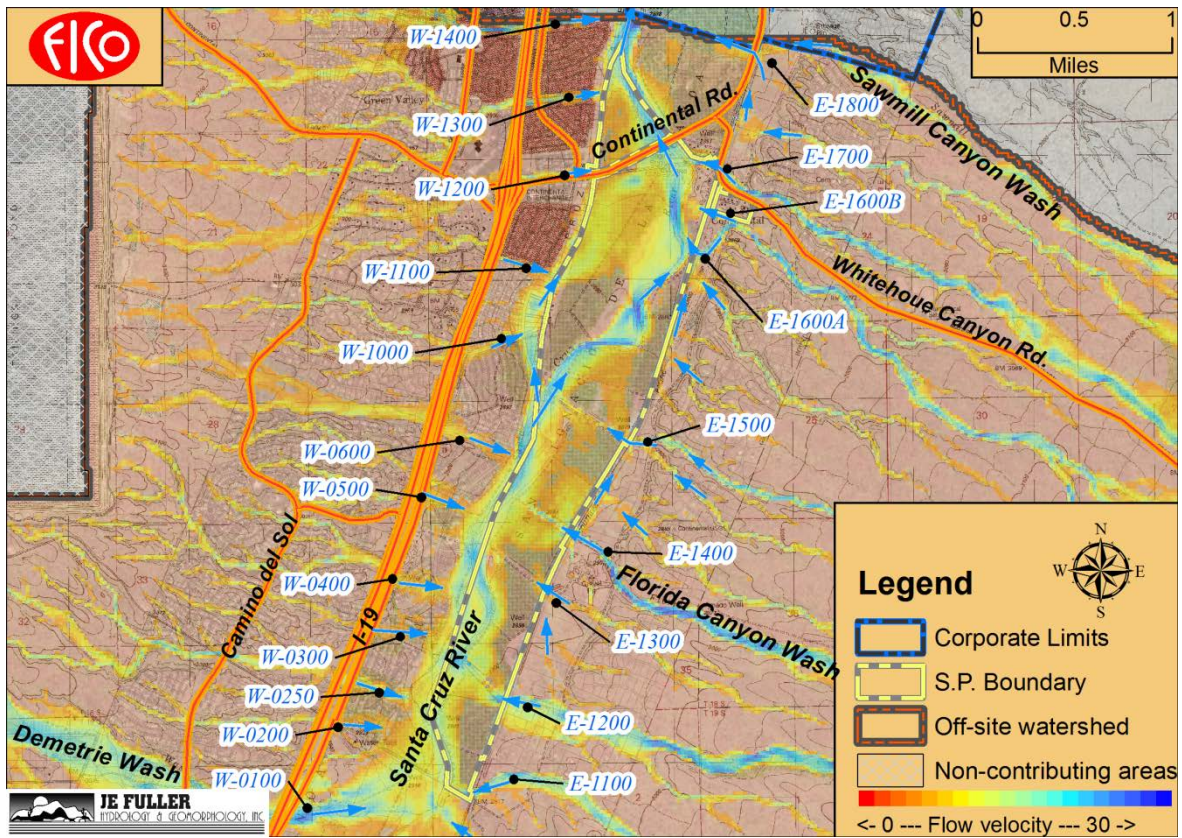 FICO
0 0.5 1
Miles
W-1400
W-1300
W-1200
W-1100
W-1000
W-0600
W-0500
W-0400
W-0300
W-0250
W-0200
W-0100
E-1800
E-1700
E-1600B
E-1600A
E-1500
E-1400
E-1300
E-1200
E-1100
Continental Rd.
Sawmill Canyon Wash
Whitehoue Canyon Rd.
Florida Canyon Wash
Camino del Sol
I-19
Santa Cruz River
Demetrie Wash
Green Valley
JE FULLER
HYDROLOGY & GEOMORPHOLOGY, INC.
N
W E
S
Legend
Corporate Limits
S.P. Boundary
Off-site watershed
Non-contributing areas
<- 0 --- Flow velocity --- 30 ->